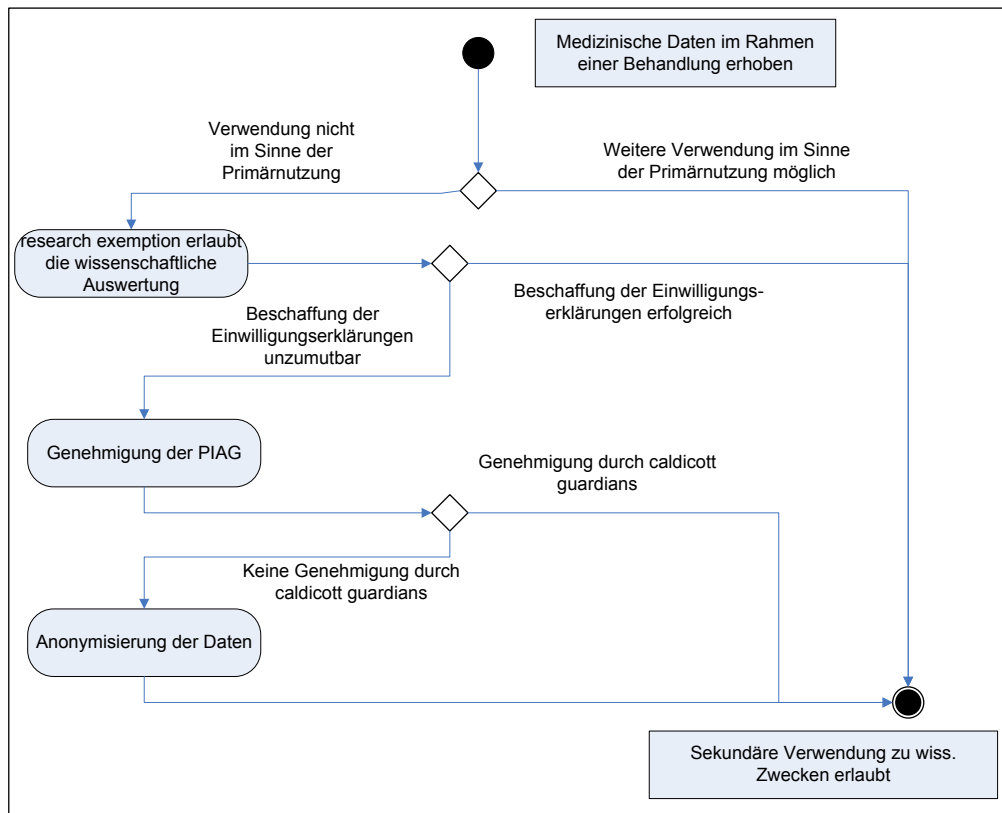 Medizinische Daten im Rahmen
einer Behandlung erhoben
Verwendung nicht
im Sinne der
Primärnutzung
Weitere Verwendung im Sinne
der Primärnutzung möglich
research exemption erlaubt
die wissenschaftliche
Auswertung
Beschaffung der Einwilligungs-
erklärungen erfolgreich
Beschaffung der
Einwilligungserklärungen
unzumutbar
Genehmigung der PIAG
Genehmigung durch caldicott
guardians
Keine Genehmigung durch
caldicott guardians
Anonymisierung der Daten
Sekundäre Verwendung zu wiss.
Zwecken erlaubt